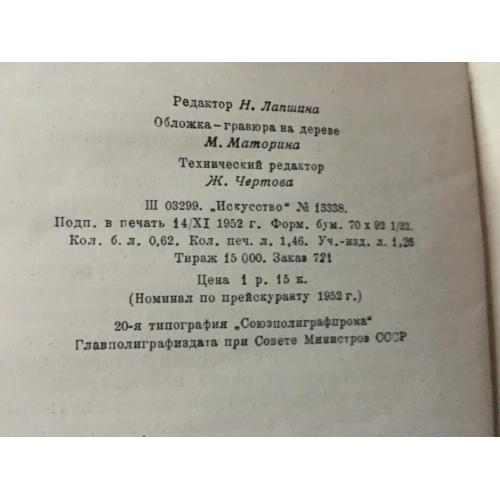 Редактор Н. Лапшина
Обложка—гравюра на дереве
М. Маторина
Технический редактор
Ж. Чертова
Ш 03299. „Искусство“ № 13338.
Подп. в печать 14/XI 1952 г. Форм. бум. 70 х 92 1/32.
Кол. б. л. 0,62. Кол. печ. л. 1,46. Уч.-изд. л. 1,26
Тираж 15 000. Заказ 721
Цена 1 р. 15 к.
(Номинал по прейскуранту 1952 г.)
20-я типография „Союзполиграфпрома“
Главполиграфиздата при Совете Министров СССР